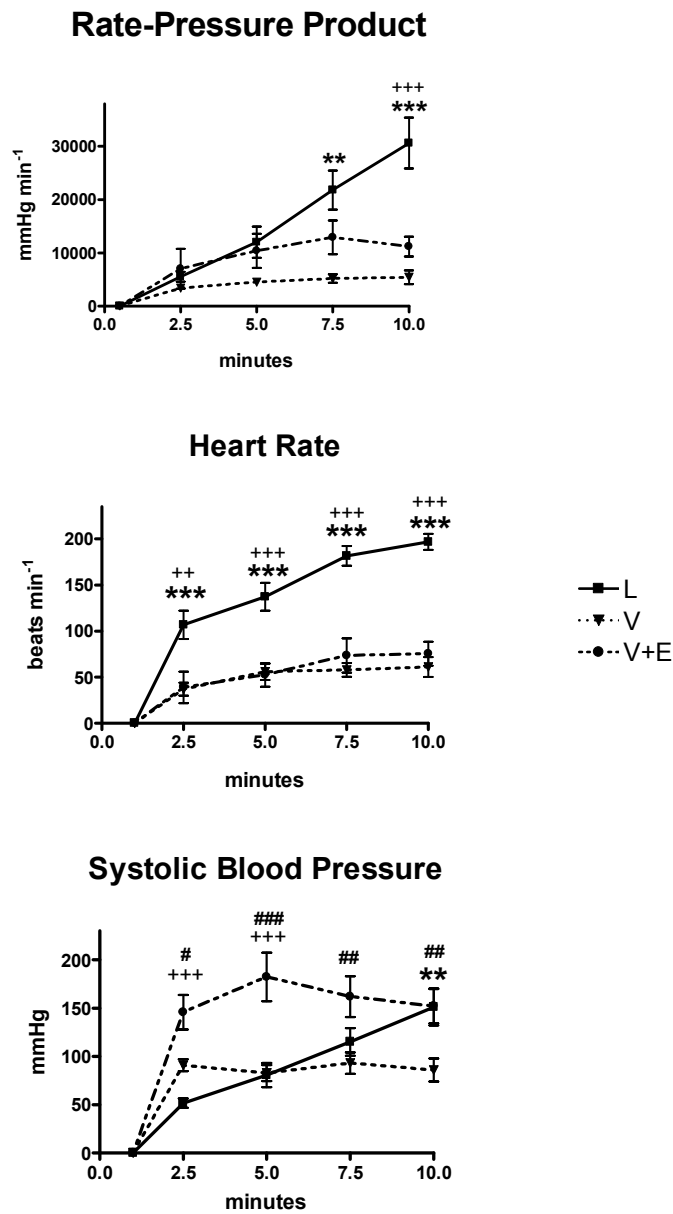 Rate-Pressure Product
+++
***
**
30000
20000
10000
0
mmHg min-1
0.0 2.5 5.0 7.5 10.0
minutes
Heart Rate
+++
***
+++
***
+++
***
++
***
200
150
100
50
0
beats min-1
0.0 2.5 5.0 7.5 10.0
minutes
L
V
V+E
Systolic Blood Pressure
###
+++
#
+++
##
##
**
200
150
100
50
0
mmHg
0.0 2.5 5.0 7.5 10.0
minutes